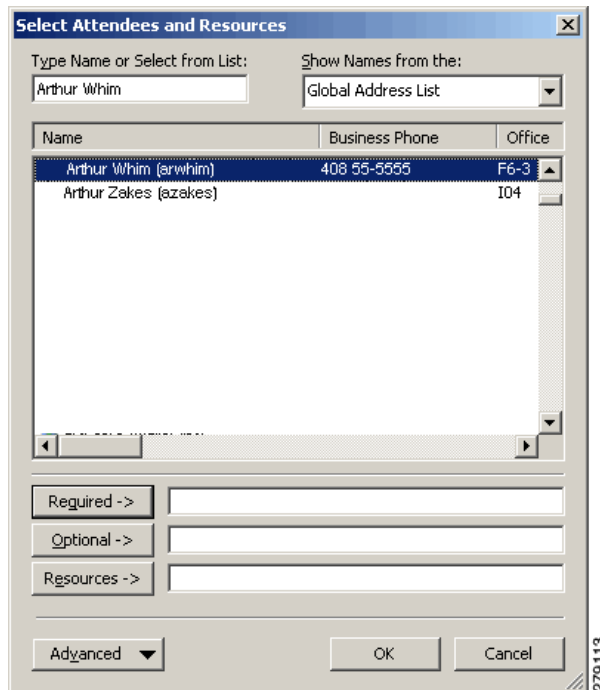 Select Attendees and Resources
Type Name or Select from List:
Show Names from the:
Arthur Whim
Global Address List
Name Business Phone Office
Arthur Whim (arwhim) 408 55-5555 F6-3
Arthur Zakes (azakes) I04
Required ->
Optional ->
Resources ->
Advanced
OK
Cancel
279113